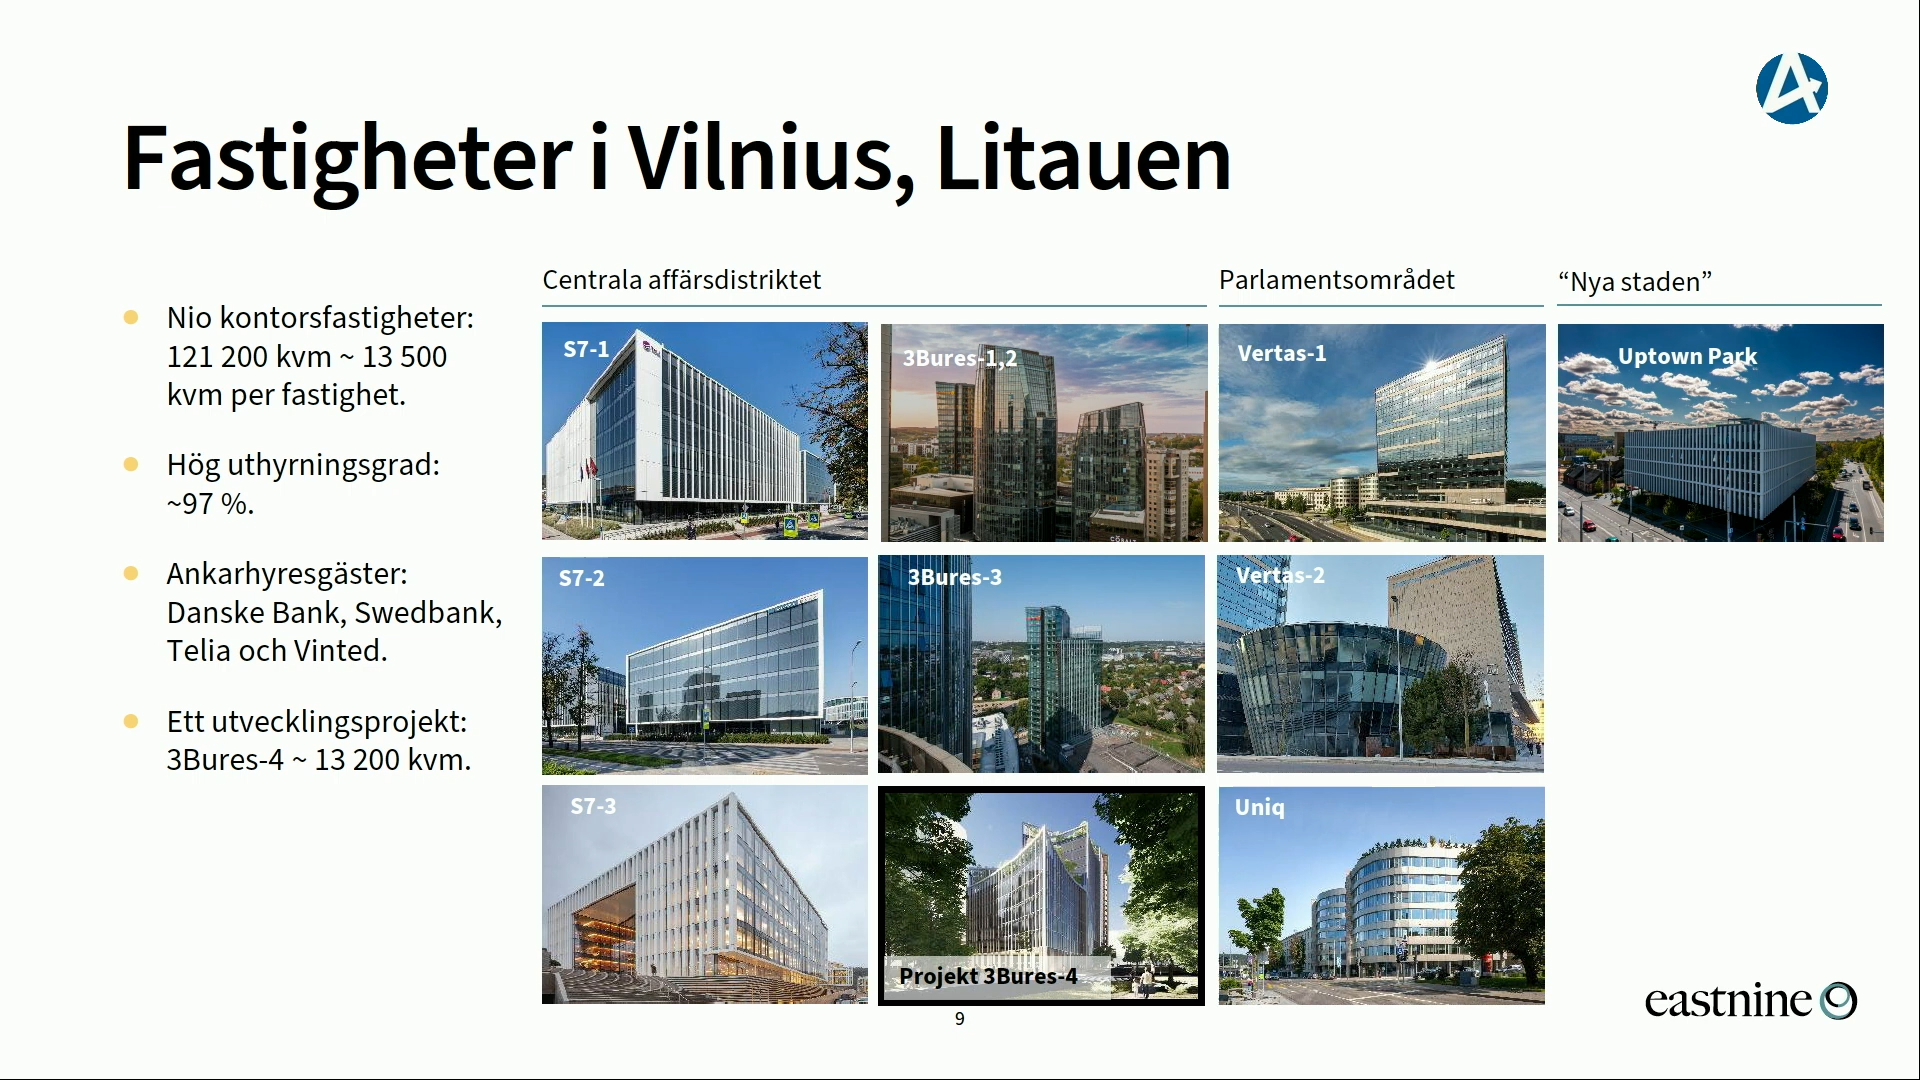 Fastigheter i Vilnius, Litauen
Nio kontorsfastigheter:
121 200 kvm ~ 13 500
kvm per fastighet.
Hög uthyrningsgrad:
~97 %.
Ankarhyresgäster:
Danske Bank, Swedbank,
Telia och Vinted.
Ett utvecklingsprojekt:
3Bures-4 ~ 13 200 kvm.
Centrala affärsdistriktet
Parlamentsområdet
“Nya staden”
S7-1
3Bures-1,2
Vertas-1
Uptown Park
S7-2
3Bures-3
Vertas-2
S7-3
Projekt 3Bures-4
Uniq
9
eastnine